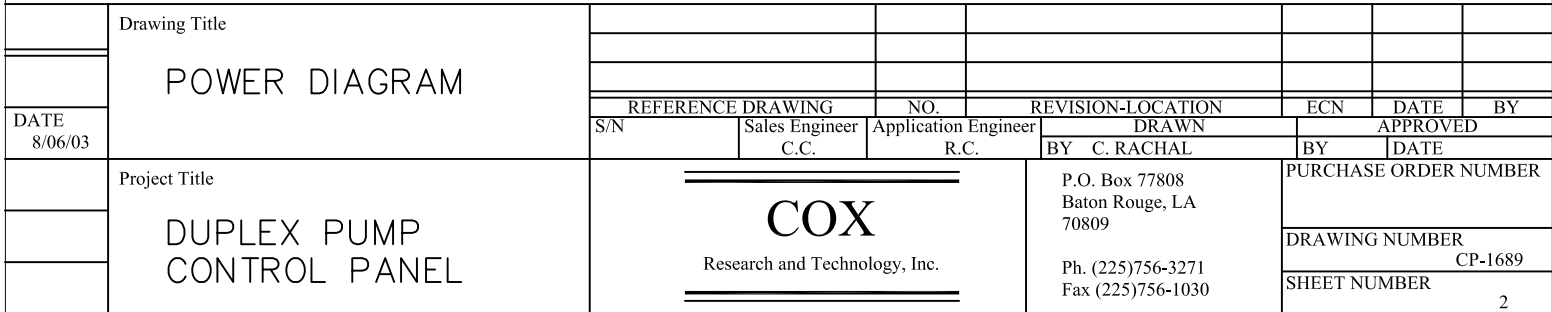 Drawing Title
POWER DIAGRAM
DATE
8/06/03
REFERENCE DRAWING NO. REVISION-LOCATION ECN DATE BY
S/N Sales Engineer Application Engineer DRAWN APPROVED
C.C. R.C. BY C. RACHAL BY DATE
Project Title
DUPLEX PUMP
CONTROL PANEL
COX
Research and Technology, Inc.
P.O. Box 77808
Baton Rouge, LA
70809
Ph. (225)756-3271
Fax (225)756-1030
PURCHASE ORDER NUMBER
DRAWING NUMBER
CP-1689
SHEET NUMBER
2